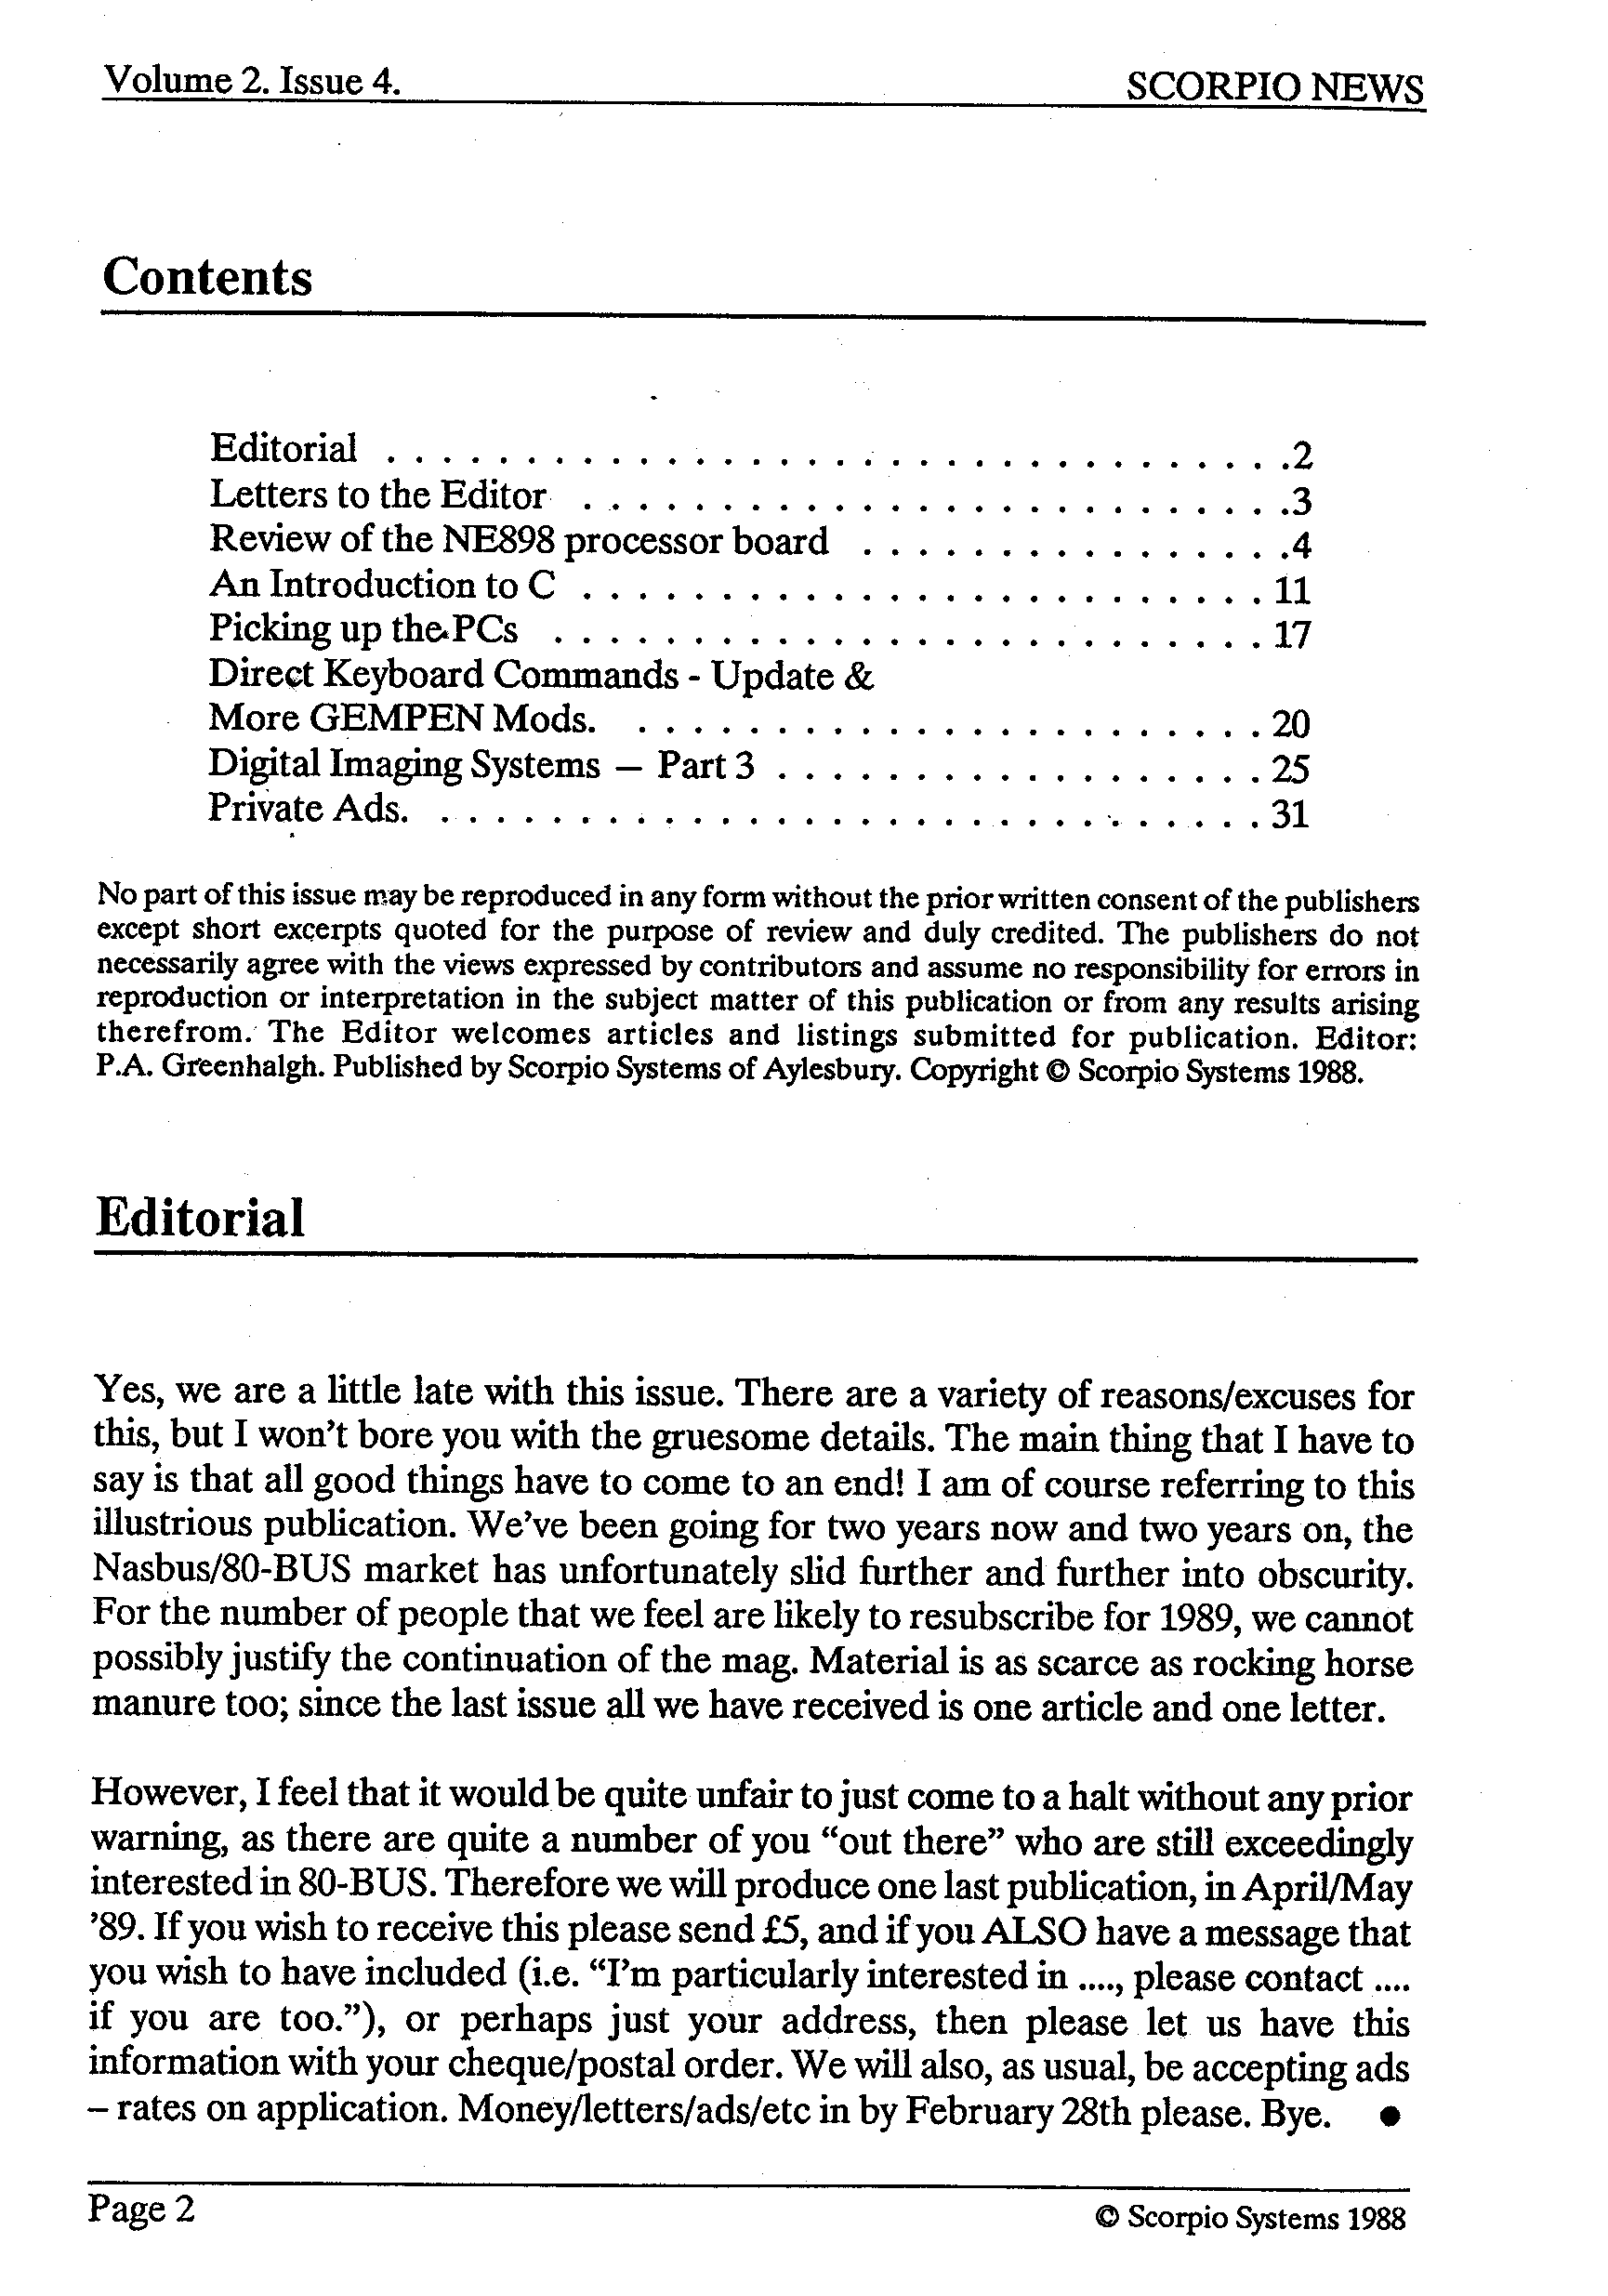 Volume 2. Issue 4. SCORPIO NEWS
Contents
Editorial . . . . . . . . . . . . . . . . . . . . . . . . . . . . . . . . .2
Letters to the Editor . . . . . . . . . . . . . . . . . . . . . . . . . .3
Review of the NE898 processor board . . . . . . . . . . . . . . . .4
An Introduction to C . . . . . . . . . . . . . . . . . . . . . . . . . 11
Picking up the PCs . . . . . . . . . . . . . . . . . . . . . . . . . . 17
Direct Keyboard Commands - Update &
More GEMPEN Mods. . . . . . . . . . . . . . . . . . . . . . . . 20
Digital Imaging Systems – Part 3 . . . . . . . . . . . . . . . . . . 25
Private Ads. . . . . . . . . . . . . . . . . . . . . . . . . . . . . . . 31
No part of this issue may be reproduced in any form without the prior written consent of the publishers
except short excerpts quoted for the purpose of review and duly credited. The publishers do not
necessarily agree with the views expressed by contributors and assume no responsibility for errors in
reproduction or interpretation in the subject matter of this publication or from any results arising
therefrom. The Editor welcomes articles and listings submitted for publication. Editor:
P.A. Greenhalgh. Published by Scorpio Systems of Aylesbury. Copyright © Scorpio Systems 1988.
Editorial
Yes, we are a little late with this issue. There are a variety of reasons/excuses for
this, but I won't bore you with the gruesome details. The main thing that I have to
say is that all good things have to come to an end! I am of course referring to this
illustrious publication. We've been going for two years now and two years on, the
Nasbus/80-BUS market has unfortunately slid further and further into obscurity.
For the number of people that we feel are likely to resubscribe for 1989, we cannot
possibly justify the continuation of the mag. Material is as scarce as rocking horse
manure too; since the last issue all we have received is one article and one letter.
However, I feel that it would be quite unfair to just come to a halt without any prior
warning, as there are quite a number of you “out there” who are still exceedingly
interested in 80-BUS. Therefore we will produce one last publication, in April/May
’89. If you wish to receive this please send £5, and if you ALSO have a message that
you wish to have included (i.e. “I’m particularly interested in ...., please contact ....
if you are too.”), or perhaps just your address, then please let us have this
information with your cheque/postal order. We will also, as usual, be accepting ads
– rates on application. Money/letters/ads/etc in by February 28th please. Bye. ●
Page 2 © Scorpio Systems 1988